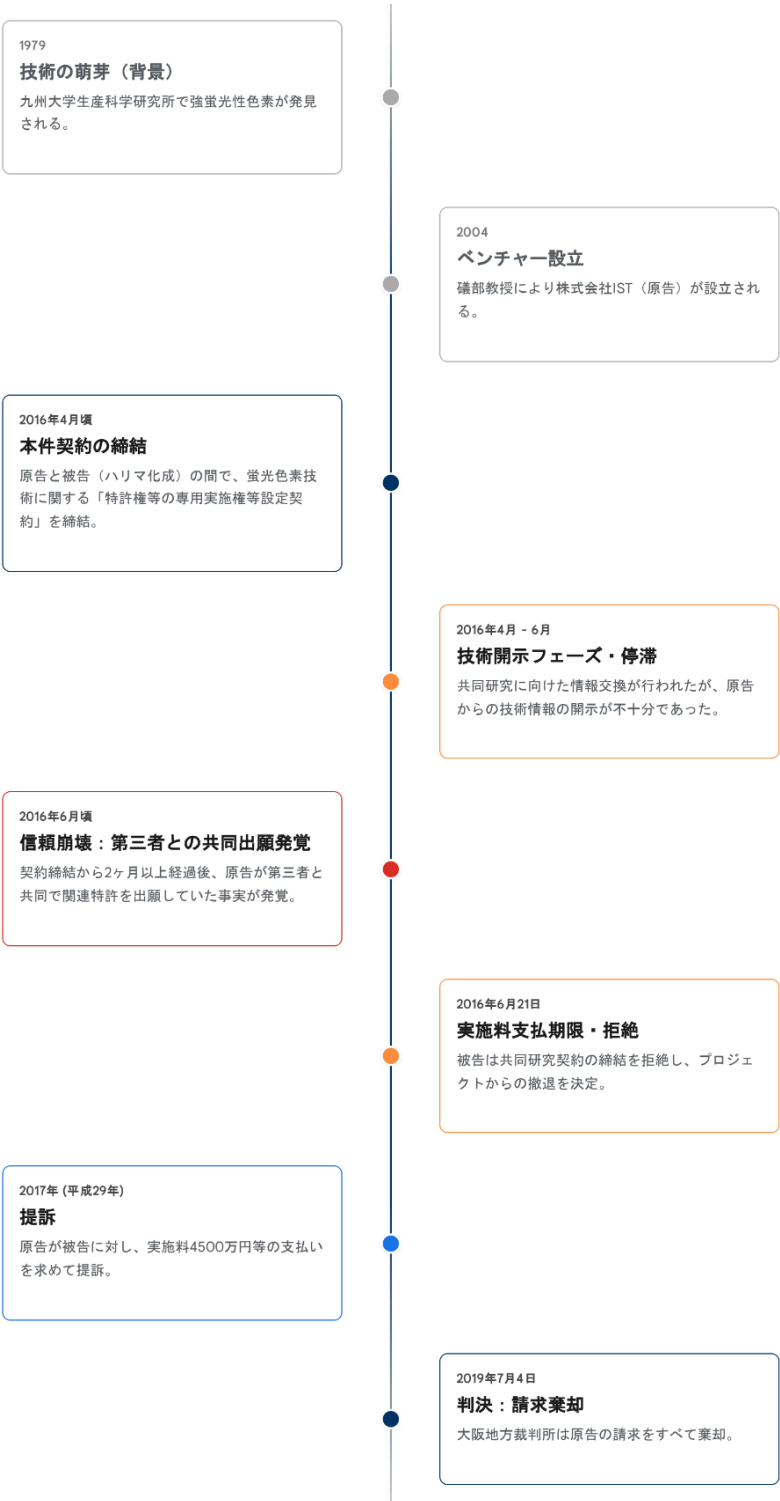 1979
技術の萌芽（背景）
九州大学生産科学研究所で強蛍光性色素が発見
される。
2004
ベンチャー設立
礒部教授により株式会社IST（原告）が設立され
る。
2016年4月頃
本件契約の締結
原告と被告（ハリマ化成）の間で、蛍光色素技
術に関する「特許権等の専用実施権等設定契
約」を締結。
2016年4月 - 6月
技術開示フェーズ・停滞
共同研究に向けた情報交換が行われたが、原告
からの技術情報の開示が不十分であった。
2016年6月頃
信頼崩壊：第三者との共同出願発覚
契約締結から2ヶ月以上経過後、原告が第三者と
共同で関連特許を出願していた事実が発覚。
2016年6月21日
実施料支払期限・拒絶
被告は共同研究契約の締結を拒絶し、プロジェ
クトからの撤退を決定。
2017年 (平成29年)
提訴
原告が被告に対し、実施料4500万円等の支払い
を求めて提訴。
2019年7月4日
判決：請求棄却
大阪地方裁判所は原告の請求をすべて棄却。